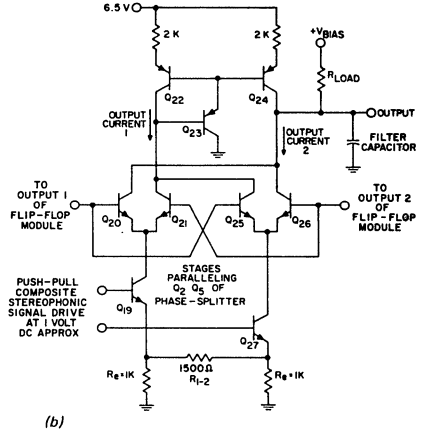 6.5 V
2 K
2 K
+VBIAS
RLOAD
Q22
Q24
Q23
OUTPUT
OUTPUT CURRENT 1
OUTPUT CURRENT 2
FILTER CAPACITOR
TO OUTPUT 1 OF FLIP-FLOP MODULE
Q20
Q21
Q25
Q26
TO OUTPUT 2 OF FLIP-FLOP MODULE
STAGES PARALLELING Q2 Q5 OF PHASE-SPLITTER
PUSH-PULL COMPOSITE STEREOPHONIC SIGNAL DRIVE AT 1 VOLT DC APPROX
Q19
Q27
Re=1K
1500Ω
R1-2
Re=1K
(b)